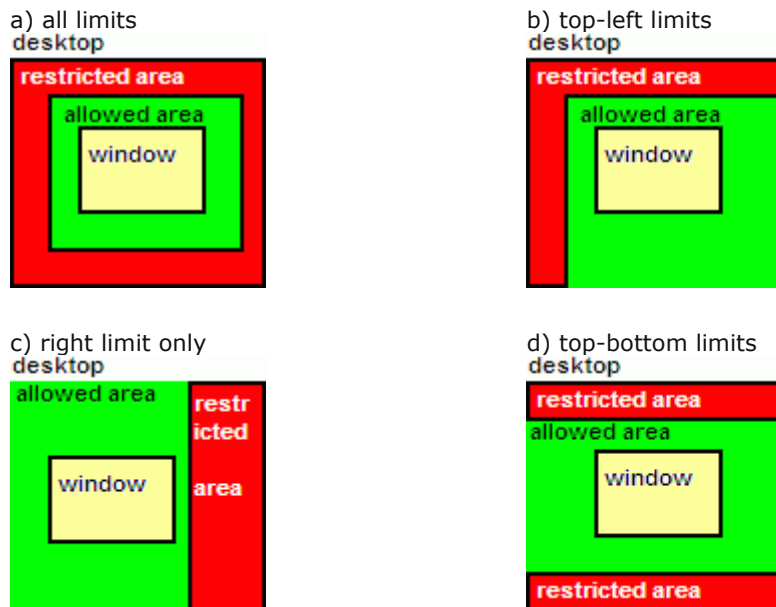 a) all limits
desktop
restricted area
allowed area
window
b) top-left limits
desktop
restricted area
allowed area
window
c) right limit only
desktop
allowed area
restr
icted
area
window
d) top-bottom limits
desktop
restricted area
allowed area
window
restricted area